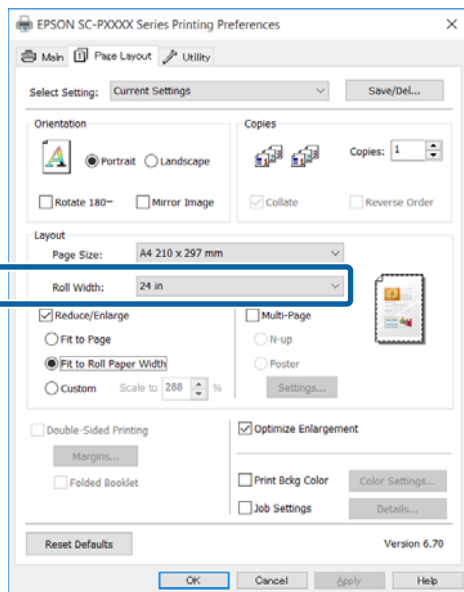 EPSON SC-PXXXX Series Printing Preferences
Main Page Layout Utility
Select Setting: Current Settings Save/Del...
Orientation Copies
A Portrait Landscape Copies: 1
Rotate 180° Mirror Image Collate Reverse Order
Layout
Page Size: A4 210 x 297 mm
Roll Width: 24 in
Reduce/Enlarge Multi-Page
Fit to Page N-up
Fit to Roll Paper Width Poster
Custom Scale to 288 % Settings...
Double-Sided Printing Optimize Enlargement
Margins...
Folded Booklet Print Bckg Color Color Settings...
Job Settings Details...
Reset Defaults Version 6.70
OK Cancel Apply Help